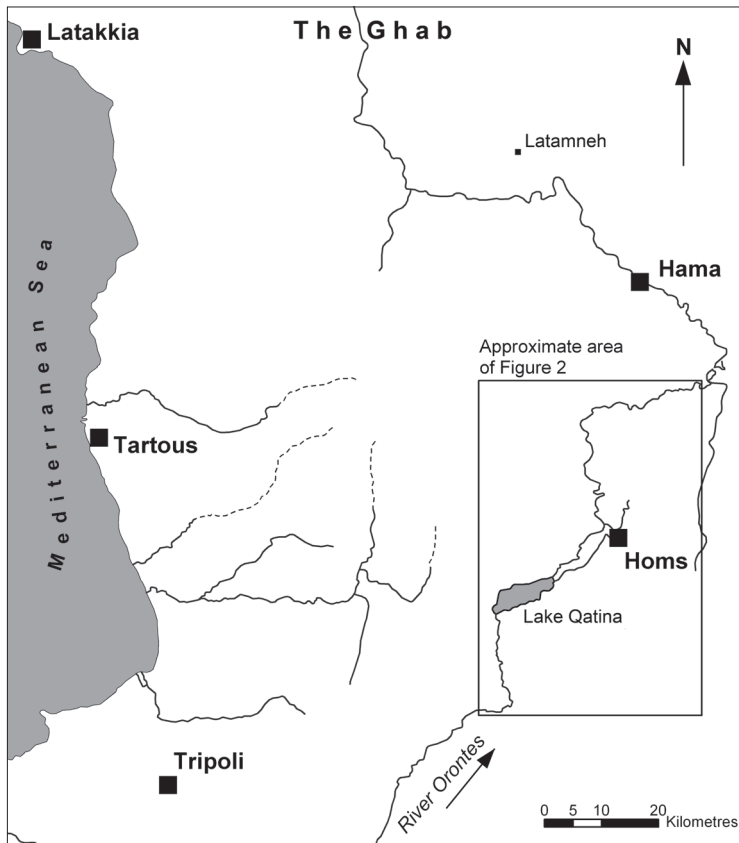 The Ghab
Latakkia
N
Latamneh
Hama
Mediterranean Sea
Approximate area
of Figure 2
Tartous
Homs
Lake Qatina
Tripoli
River Orontes
0 5 10 20
Kilometres